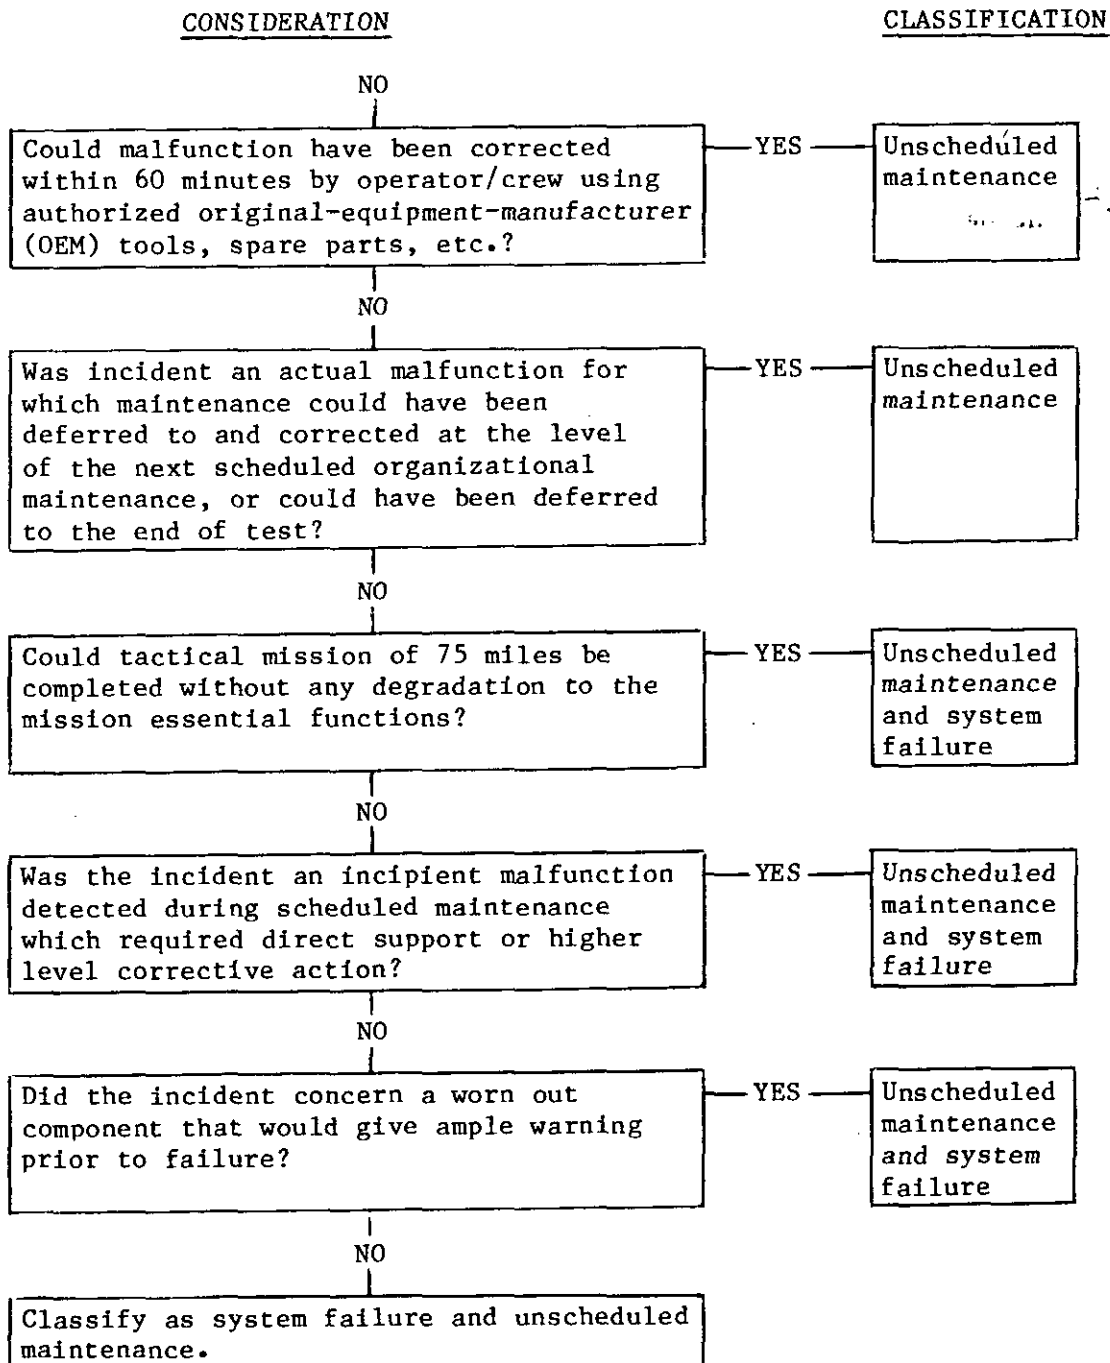 CONSIDERATION
CLASSIFICATION
NO
Could malfunction have been corrected
within 60 minutes by operator/crew using
authorized original-equipment-manufacturer
(OEM) tools, spare parts, etc.?
YES
Unscheduled
maintenance
NO
Was incident an actual malfunction for
which maintenance could have been
deferred to and corrected at the level
of the next scheduled organizational
maintenance, or could have been deferred
to the end of test?
YES
Unscheduled
maintenance
NO
Could tactical mission of 75 miles be
completed without any degradation to the
mission essential functions?
YES
Unscheduled
maintenance
and system
failure
NO
Was the incident an incipient malfunction
detected during scheduled maintenance
which required direct support or higher
level corrective action?
YES
Unscheduled
maintenance
and system
failure
NO
Did the incident concern a worn out
component that would give ample warning
prior to failure?
YES
Unscheduled
maintenance
and system
failure
NO
Classify as system failure and unscheduled
maintenance.